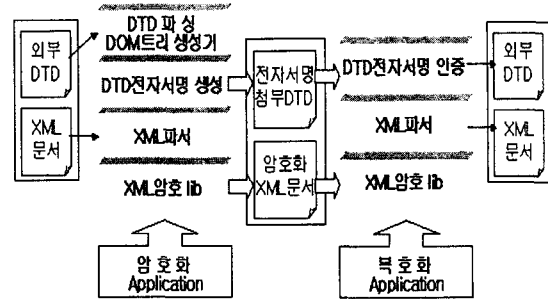 외부
DTD
XML
문서
DTD 파 싱
DOM트리 생성기
DTD전자서명 생성
XML파서
XML암호 lib
전자서명
첨부DTD
암호화
XML문서
DTD전자서명 인증
XML파서
XML암호 lib
외부
DTD
XML
문서
암호화
Application
복호화
Application